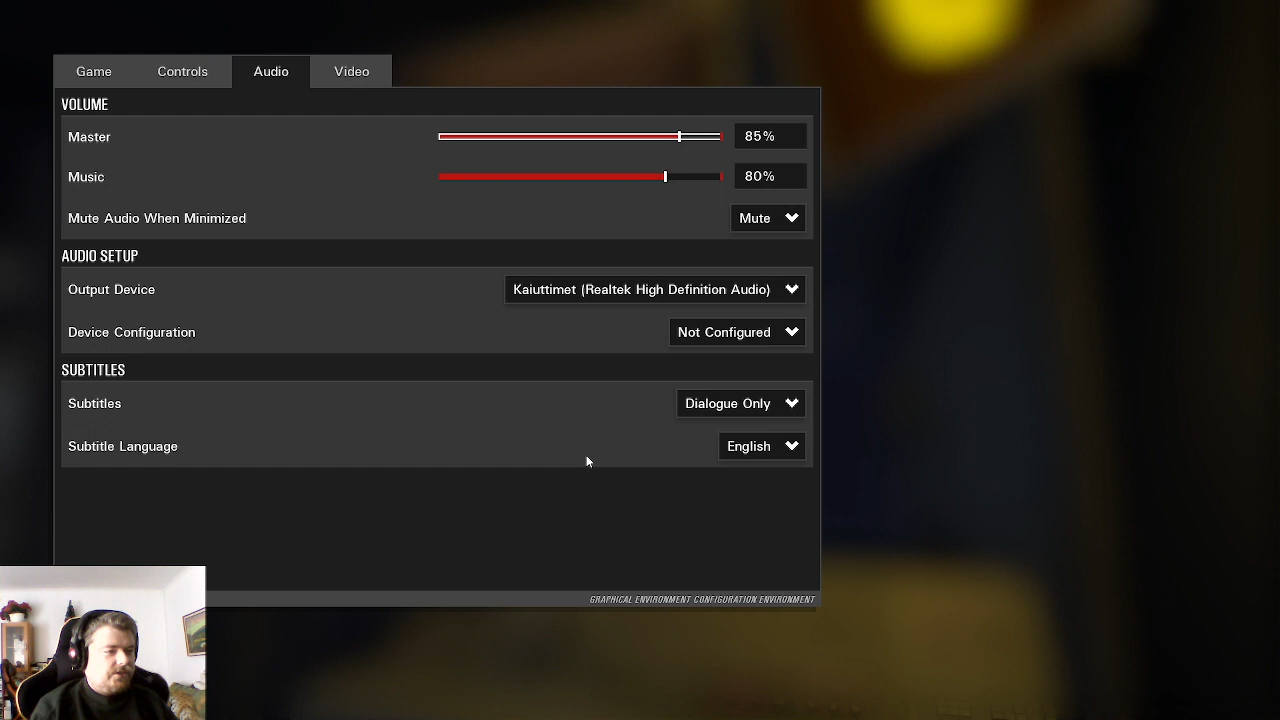 Game Controls Audio Video
VOLUME
Master 85%
Music 80%
Mute Audio When Minimized Mute
AUDIO SETUP
Output Device Kaiuttimet (Realtek High Definition Audio)
Device Configuration Not Configured
SUBTITLES
Subtitles Dialogue Only
Subtitle Language English
GRAPHICAL ENVIRONMENT CONFIGURATION ENVIRONMENT